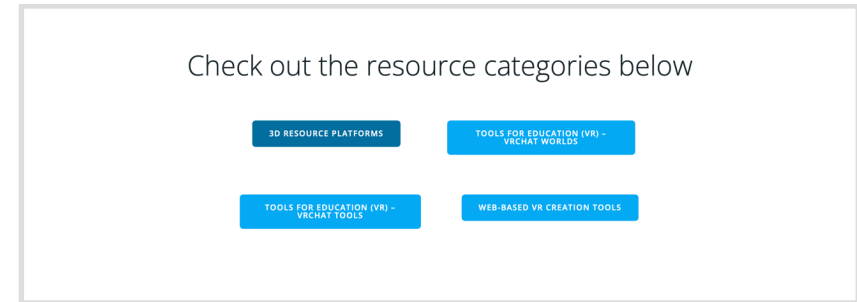 Check out the resource categories below
3D RESOURCE PLATFORMS
TOOLS FOR EDUCATION (VR) –
VRCHAT WORLDS
TOOLS FOR EDUCATION (VR) –
VRCHAT TOOLS
WEB-BASED VR CREATION TOOLS